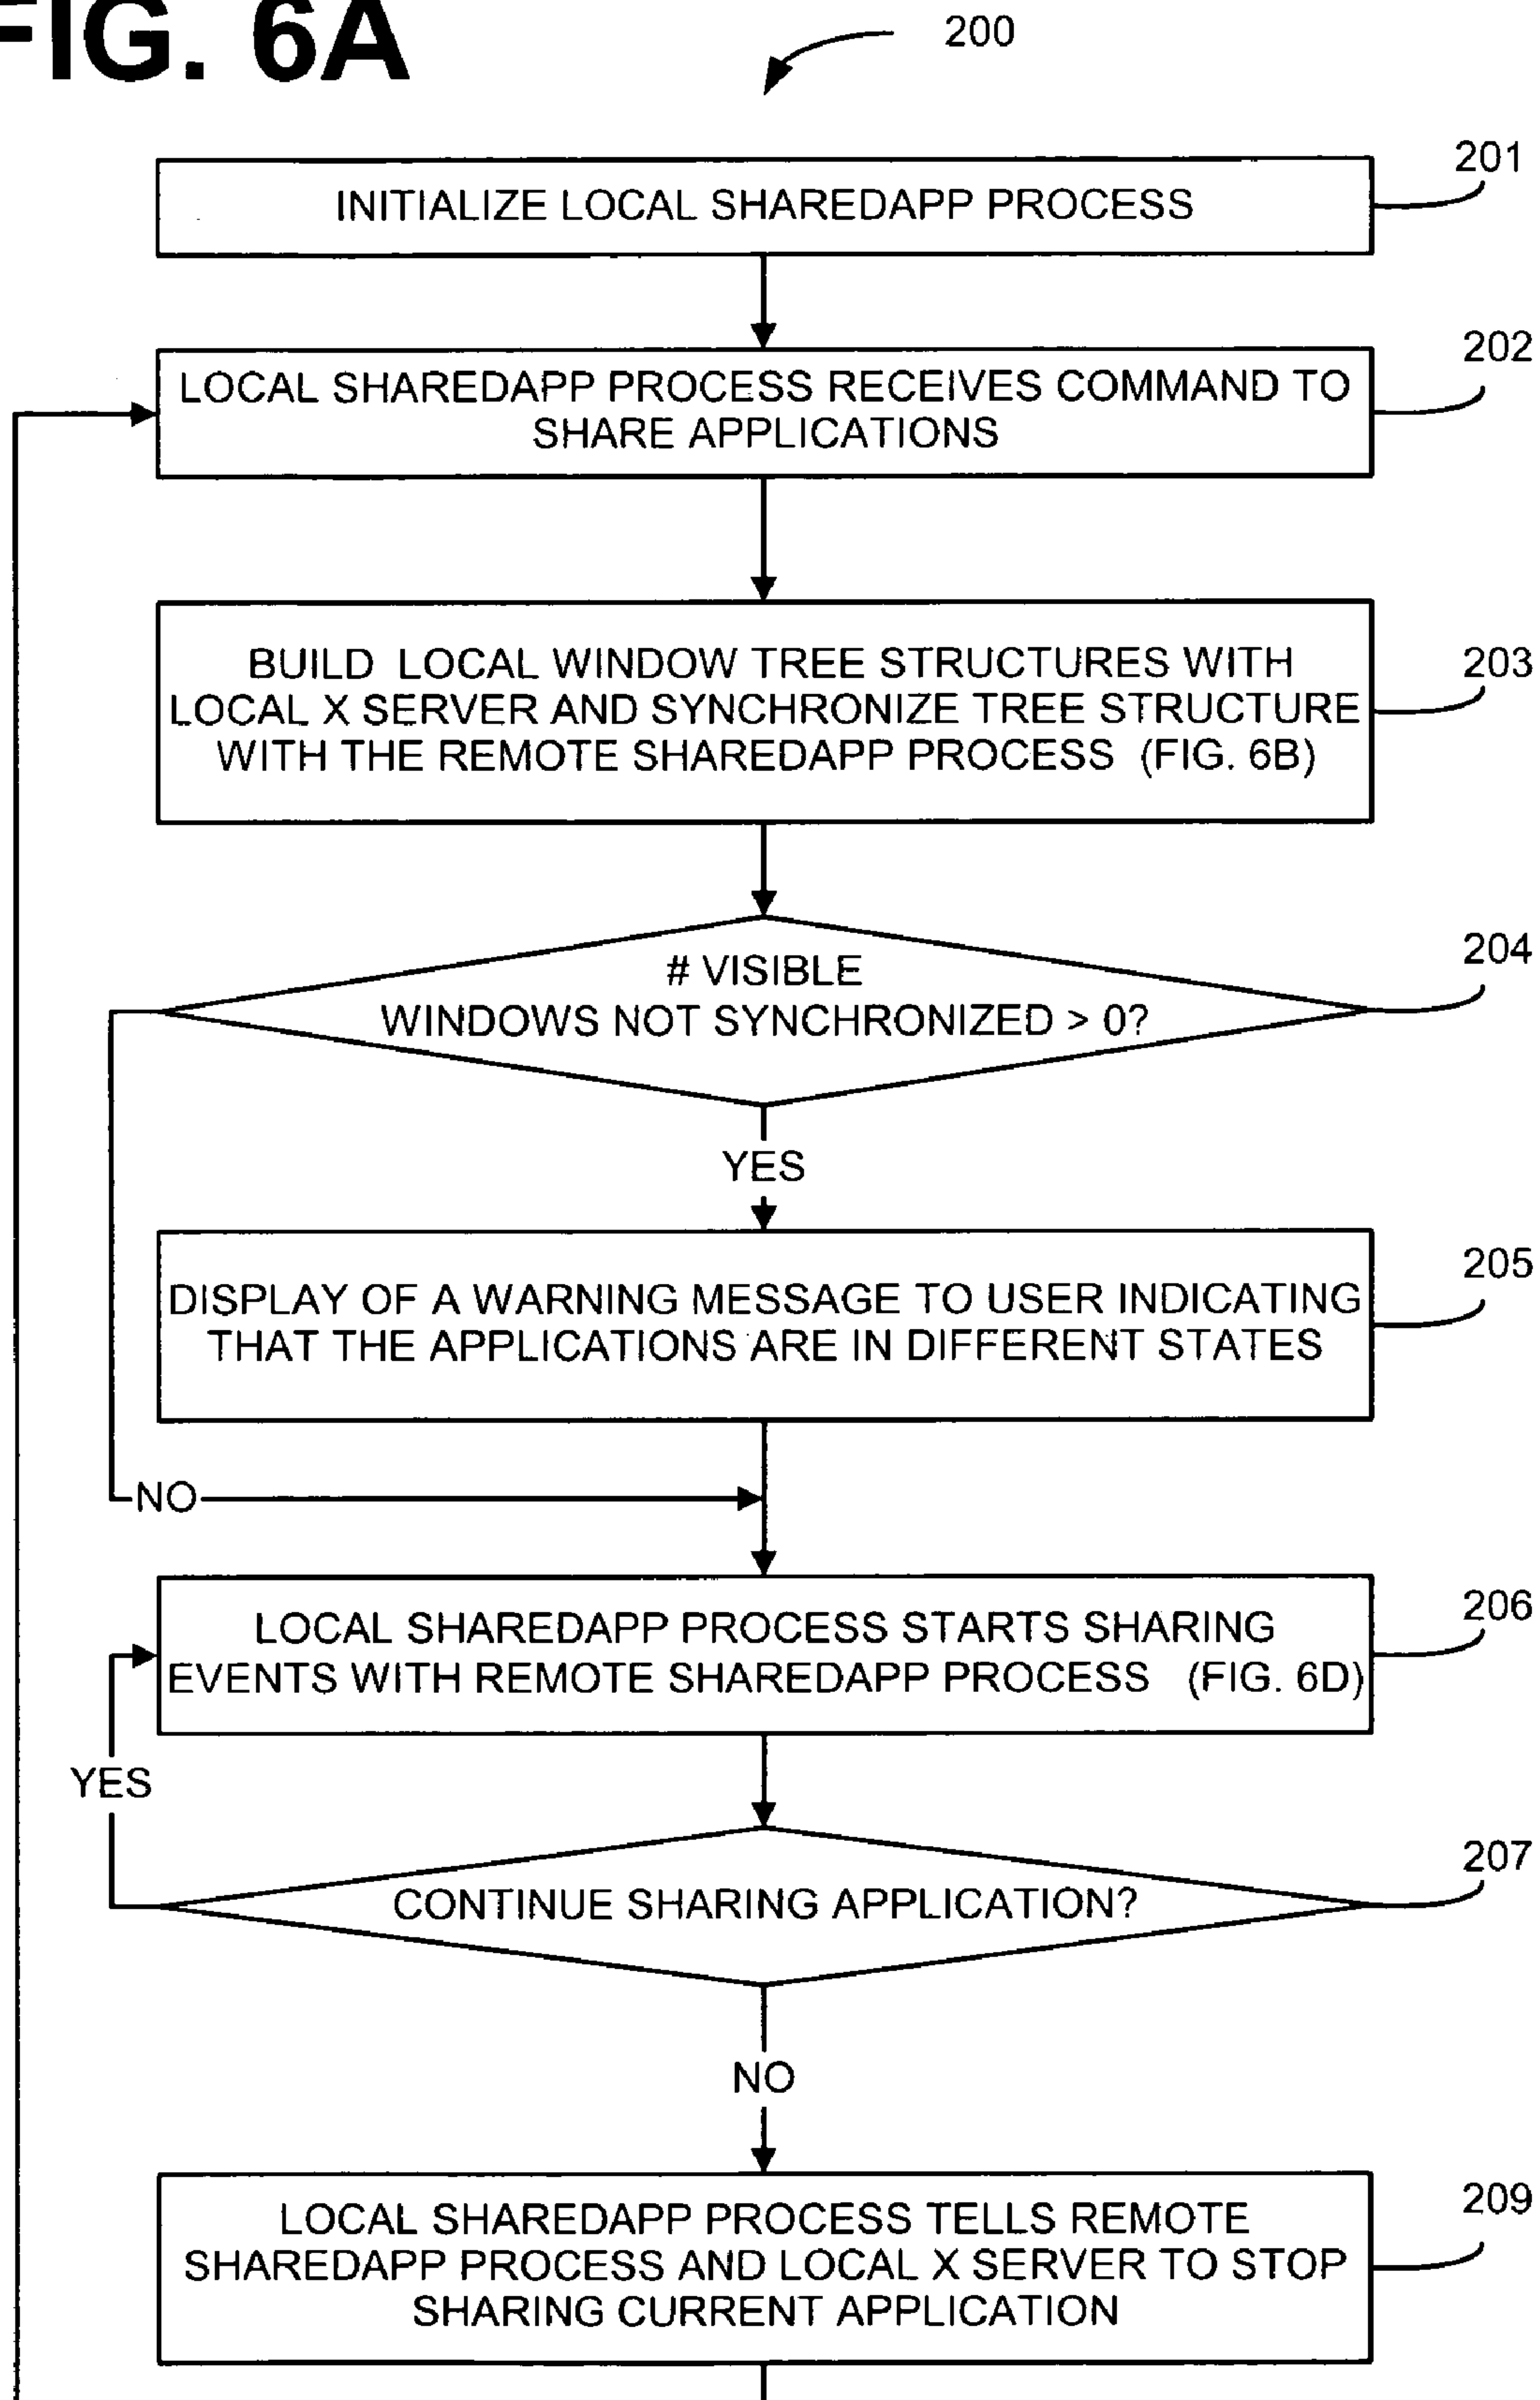 FIG. 6A
200
201
INITIALIZE LOCAL SHAREDAPP PROCESS
202
LOCAL SHAREDAPP PROCESS RECEIVES COMMAND TO
SHARE APPLICATIONS
203
BUILD LOCAL WINDOW TREE STRUCTURES WITH
LOCAL X SERVER AND SYNCHRONIZE TREE STRUCTURE
WITH THE REMOTE SHAREDAPP PROCESS (FIG. 6B)
204
# VISIBLE
WINDOWS NOT SYNCHRONIZED > 0?
YES
205
DISPLAY OF A WARNING MESSAGE TO USER INDICATING
THAT THE APPLICATIONS ARE IN DIFFERENT STATES
NO
206
LOCAL SHAREDAPP PROCESS STARTS SHARING
EVENTS WITH REMOTE SHAREDAPP PROCESS (FIG. 6D)
YES
207
CONTINUE SHARING APPLICATION?
NO
209
LOCAL SHAREDAPP PROCESS TELLS REMOTE
SHAREDAPP PROCESS AND LOCAL X SERVER TO STOP
SHARING CURRENT APPLICATION